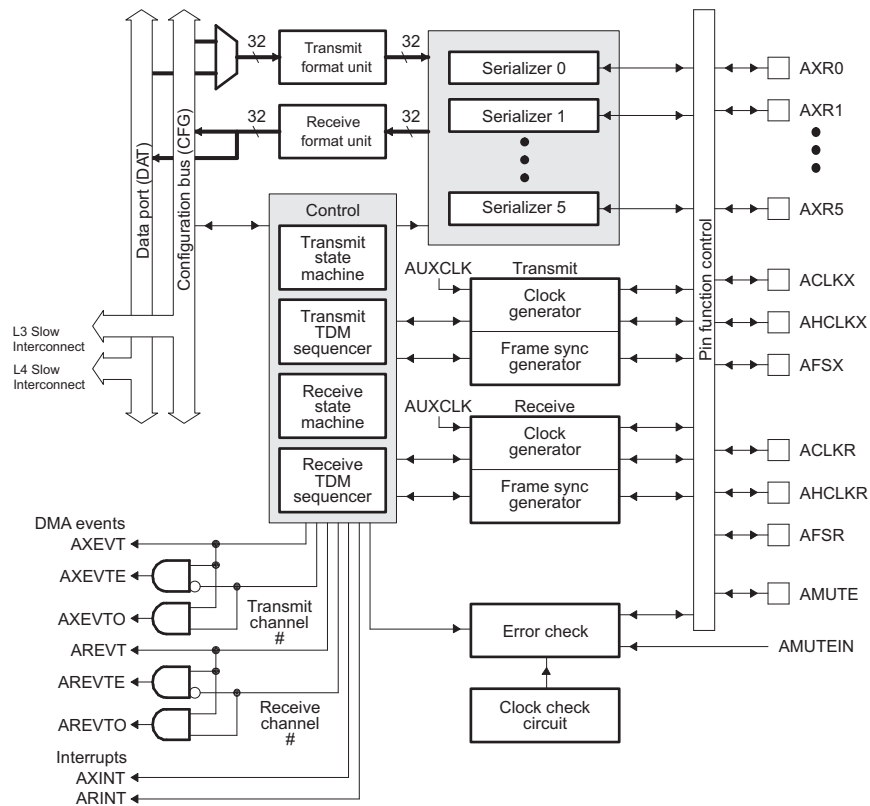 32
Transmit
format unit
32
Serializer 0
AXR0
32
Receive
format unit
32
Serializer 1
AXR1
Serializer 5
AXR5
Data port (DAT)
Configuration bus (CFG)
Pin function control
Control
Transmit
state
machine
Transmit
TDM
sequencer
Receive
state
machine
Receive
TDM
sequencer
AUXCLK
Transmit
Clock
generator
Frame sync
generator
ACLKX
AHCLKX
AFSX
L3 Slow
Interconnect
L4 Slow
Interconnect
AUXCLK
Receive
Clock
generator
Frame sync
generator
ACLKR
AHCLKR
AFSR
DMA events
AXEVT
AXEVTE
AXEVTO
Transmit
channel
#
AREVT
AREVTE
AREVTO
Receive
channel
#
Error check
AMUTE
AMUTEIN
Clock check
circuit
Interrupts
AXINT
ARINT